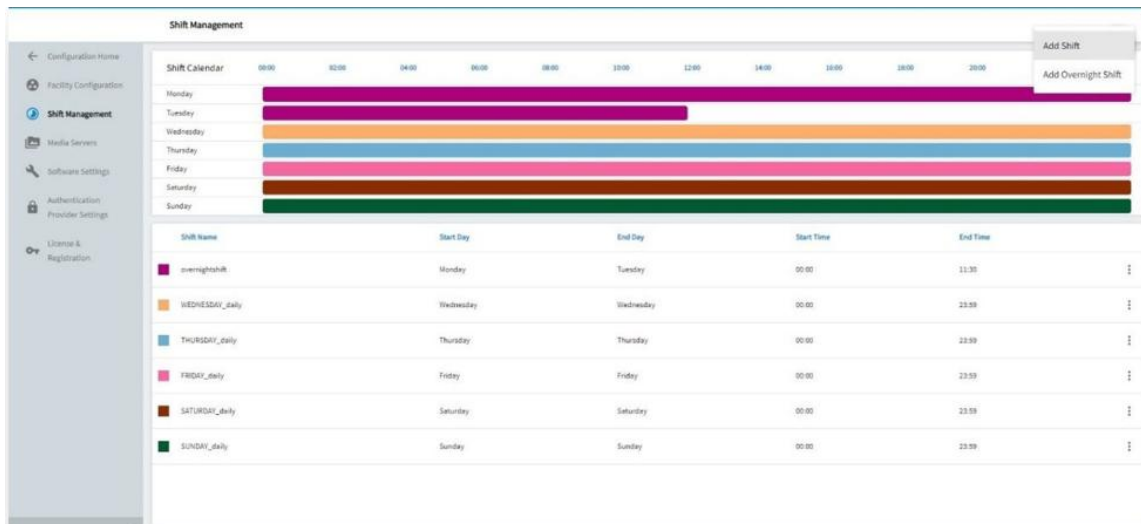 Shift Management
Add Shift
Add Overnight Shift
Configuration Home
Facility Configuration
Shift Management
Media Servers
Software Settings
Authentication
Provider Settings
License &
Registration
Shift Calendar 00:00 02:00 04:00 06:00 08:00 10:00 12:00 14:00 16:00 18:00 20:00
Monday
Tuesday
Wednesday
Thursday
Friday
Saturday
Sunday
Shift Name Start Day End Day Start Time End Time
overnightshift Monday Tuesday 00:00
WEDNESDAY_daily Wednesday Wednesday 00:00 23:59
THURSDAY_daily Thursday Thursday 00:00 23:59
FRIDAY_daily Friday Friday 00:00 23:59
SATURDAY_daily Saturday Saturday 00:00 23:59
SUNDAY_daily Sunday Sunday 00:00 23:59